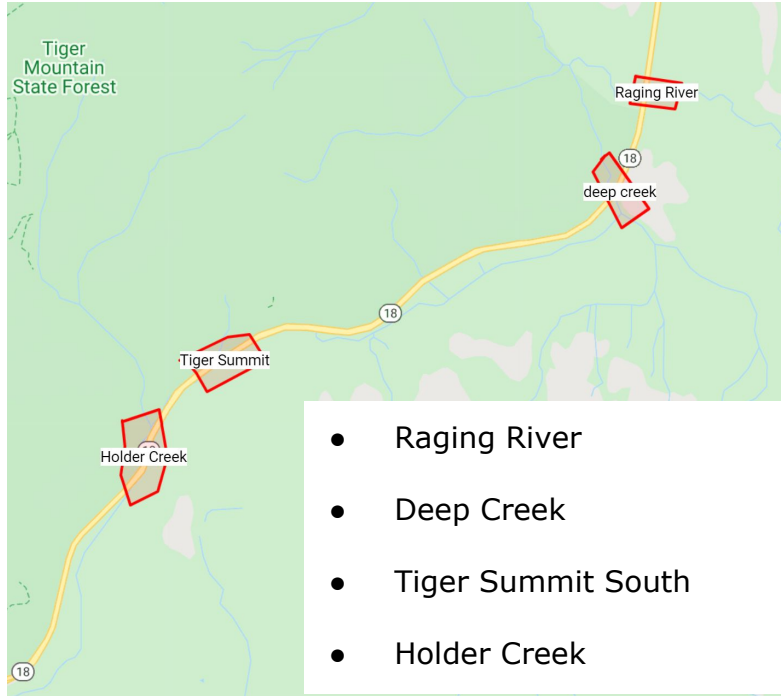 Tiger
Mountain
State Forest
Raging River
18
deep creek
18
Tiger Summit
Holder Creek
18
● Raging River
● Deep Creek
● Tiger Summit South
● Holder Creek